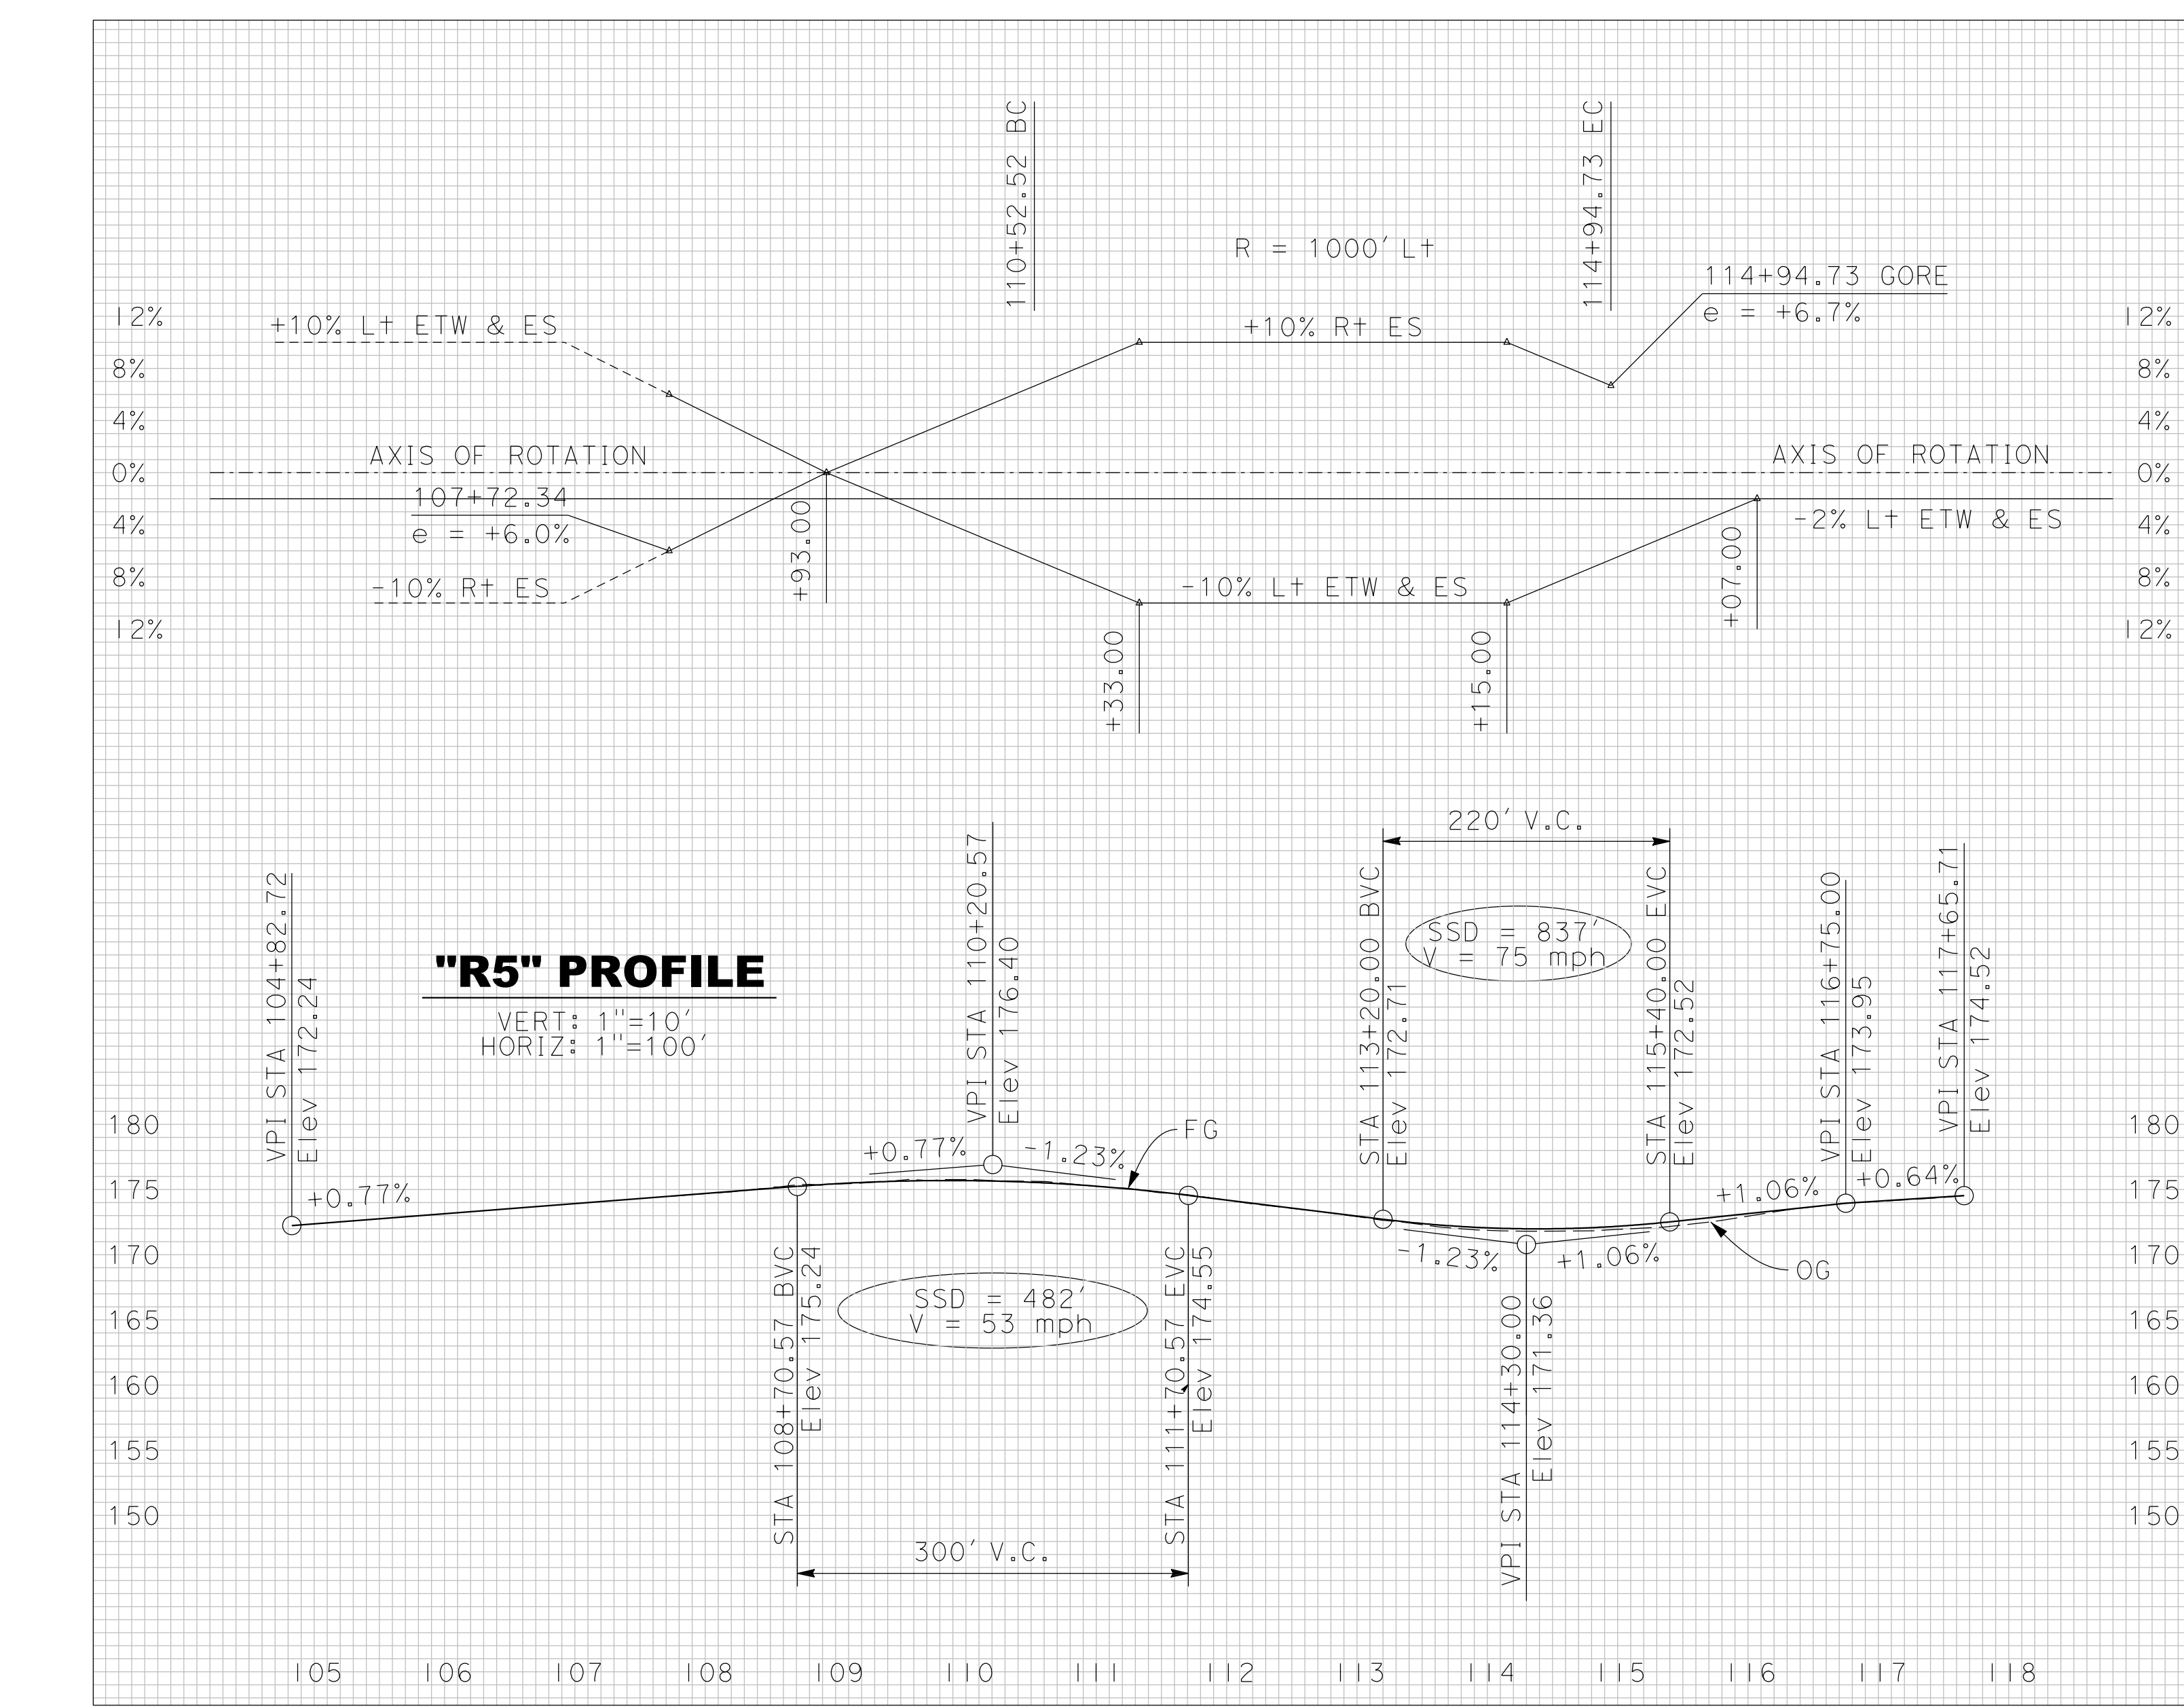 110+52.52 BC
114+94.73 EC
R = 1000' Lt
114+94.73 GORE
e = +6.7%
12%
+10% Lt ETW & ES
+10% Rt ES
12%
8%
8%
4%
4%
AXIS OF ROTATION
AXIS OF ROTATION
0%
0%
107+72.34
e = +6.0%
4%
-2% Lt ETW & ES
4%
+93.00
+07.00
8%
-10% Rt ES
-10% Lt ETW & ES
8%
12%
12%
+33.00
+15.00
220' V.C.
VPI STA 104+82.72
Elev 172.24
"R5" PROFILE
VERT: 1"=10'
HORIZ: 1"=100'
VPI STA 110+20.57
Elev 176.40
STA 113+20.00 BVC
Elev 172.71
SSD = 837'
V = 75 mph
STA 115+40.00 EVC
Elev 172.52
VPI STA 116+75.00
Elev 173.95
VPI STA 117+65.71
Elev 174.52
180
180
FG
+0.77%
-1.23%
+0.77%
175
+1.06%
+0.64%
175
170
-1.23%
+1.06%
OG
170
STA 108+70.57 BVC
Elev 175.24
SSD = 482'
V = 53 mph
STA 111+70.57 EVC
Elev 174.55
VPI STA 114+30.00
Elev 171.36
165
165
160
160
155
155
150
150
300' V.C.
105 106 107 108 109 110 111 112 113 114 115 116 117 118